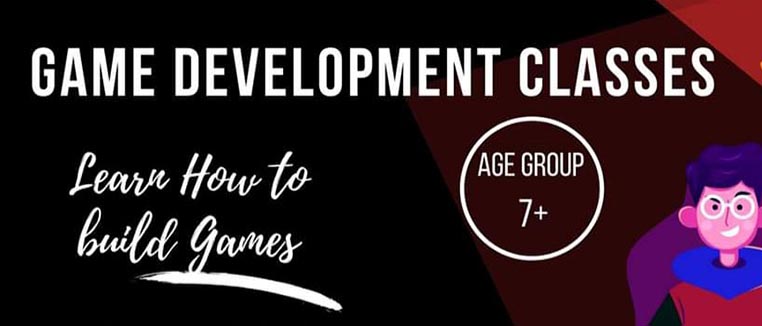 GAME DEVELOPMENT CLASSES
Learn How to
build Games
AGE GROUP
7+